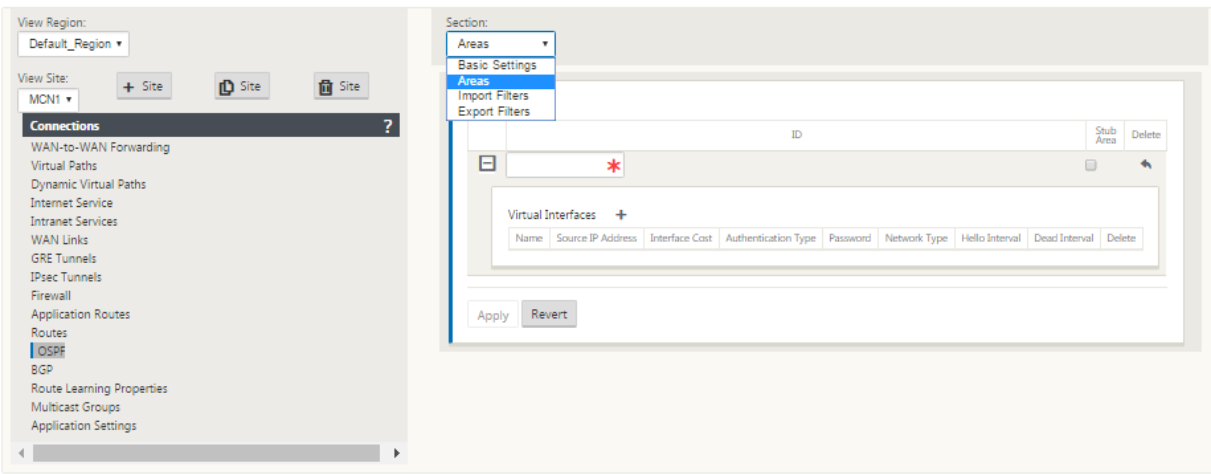 View Region:
Default_Region ▾
View Site:
MCN1 ▾
+ Site
Site
Site
Connections ?
WAN-to-WAN Forwarding
Virtual Paths
Dynamic Virtual Paths
Internet Service
Intranet Services
WAN Links
GRE Tunnels
IPsec Tunnels
Firewall
Application Routes
Routes
OSPF
BGP
Route Learning Properties
Multicast Groups
Application Settings
Section:
Areas ▾
Basic Settings
Areas
Import Filters
Export Filters
ID Stub Area Delete
Virtual Interfaces +
Name Source IP Address Interface Cost Authentication Type Password Network Type Hello Interval Dead Interval Delete
Apply Revert